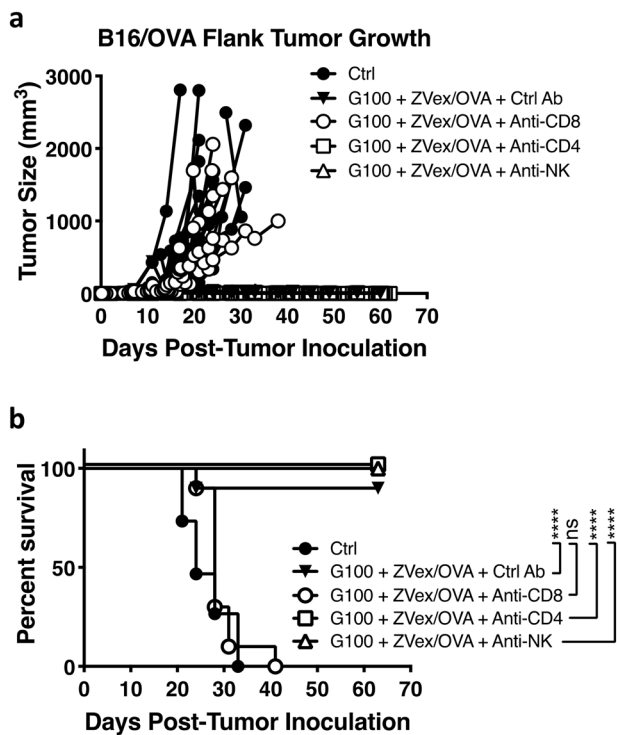 a
B16/OVA Flank Tumor Growth
Tumor Size (mm³)
3000
2000
1000
0
0 10 20 30 40 50 60 70
Days Post-Tumor Inoculation
Ctrl
G100 + ZVex/OVA + Ctrl Ab
G100 + ZVex/OVA + Anti-CD8
G100 + ZVex/OVA + Anti-CD4
G100 + ZVex/OVA + Anti-NK
b
Percent survival
100
50
0
0 10 20 30 40 50 60 70
Days Post-Tumor Inoculation
Ctrl
G100 + ZVex/OVA + Ctrl Ab
G100 + ZVex/OVA + Anti-CD8
G100 + ZVex/OVA + Anti-CD4
G100 + ZVex/OVA + Anti-NK
****
ns
****
****